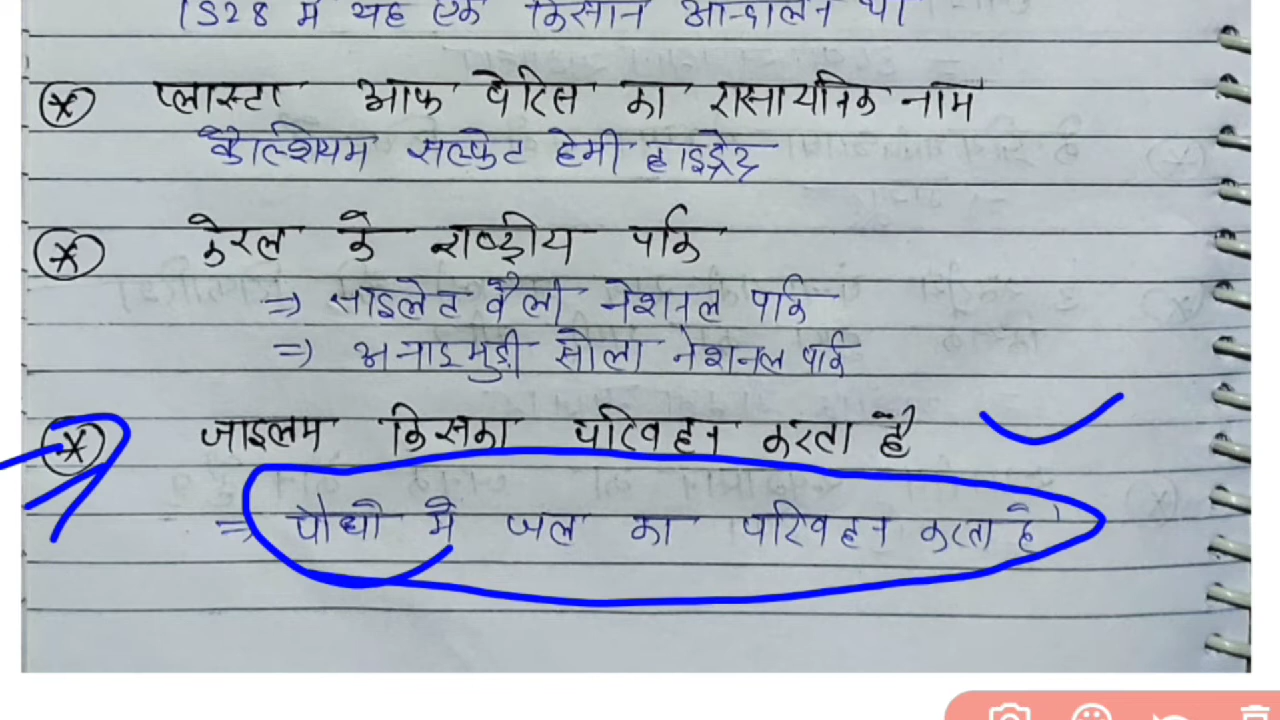 1928 में यह एक किसान आन्दोलन था
* प्लास्टर आफ पेरिस का रासायनिक नाम
कैल्शियम सल्फेट हेमी हाइड्रेट
* केरल के राष्ट्रीय पार्क
⇒ साइलेट वैली नेशनल पार्क
⇒ अनाइमुडी सोला नेशनल पार्क
* जाइलम किसका परिवहन करता है
⇒ पौधो में जल का परिवहन करता है